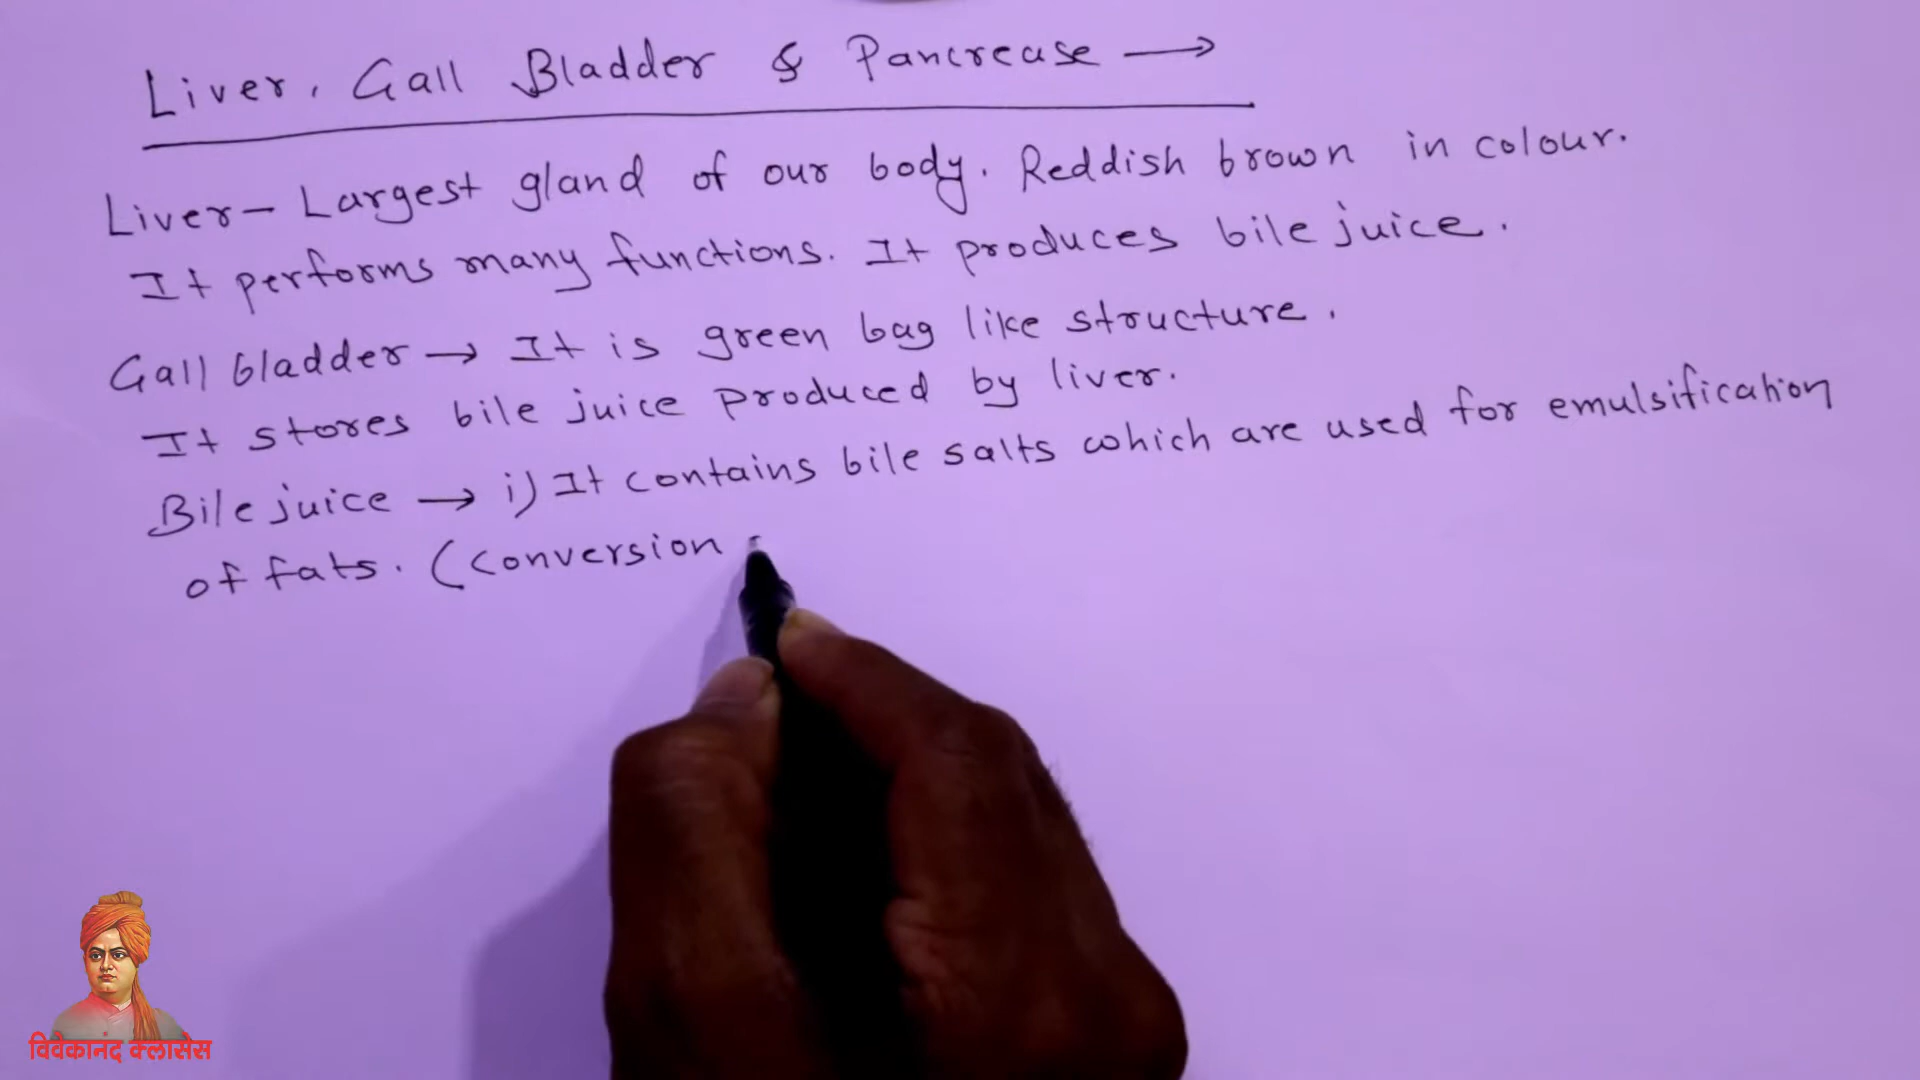 Liver, Gall Bladder & Pancrease →
Liver - Largest gland of our body. Reddish brown in colour.
It performs many functions. It produces bile juice.
Gall bladder → It is green bag like structure.
It stores bile juice produced by liver.
Bile juice → i) It contains bile salts which are used for emulsification
of fats. (conversion
विवेकानंद क्लासेस